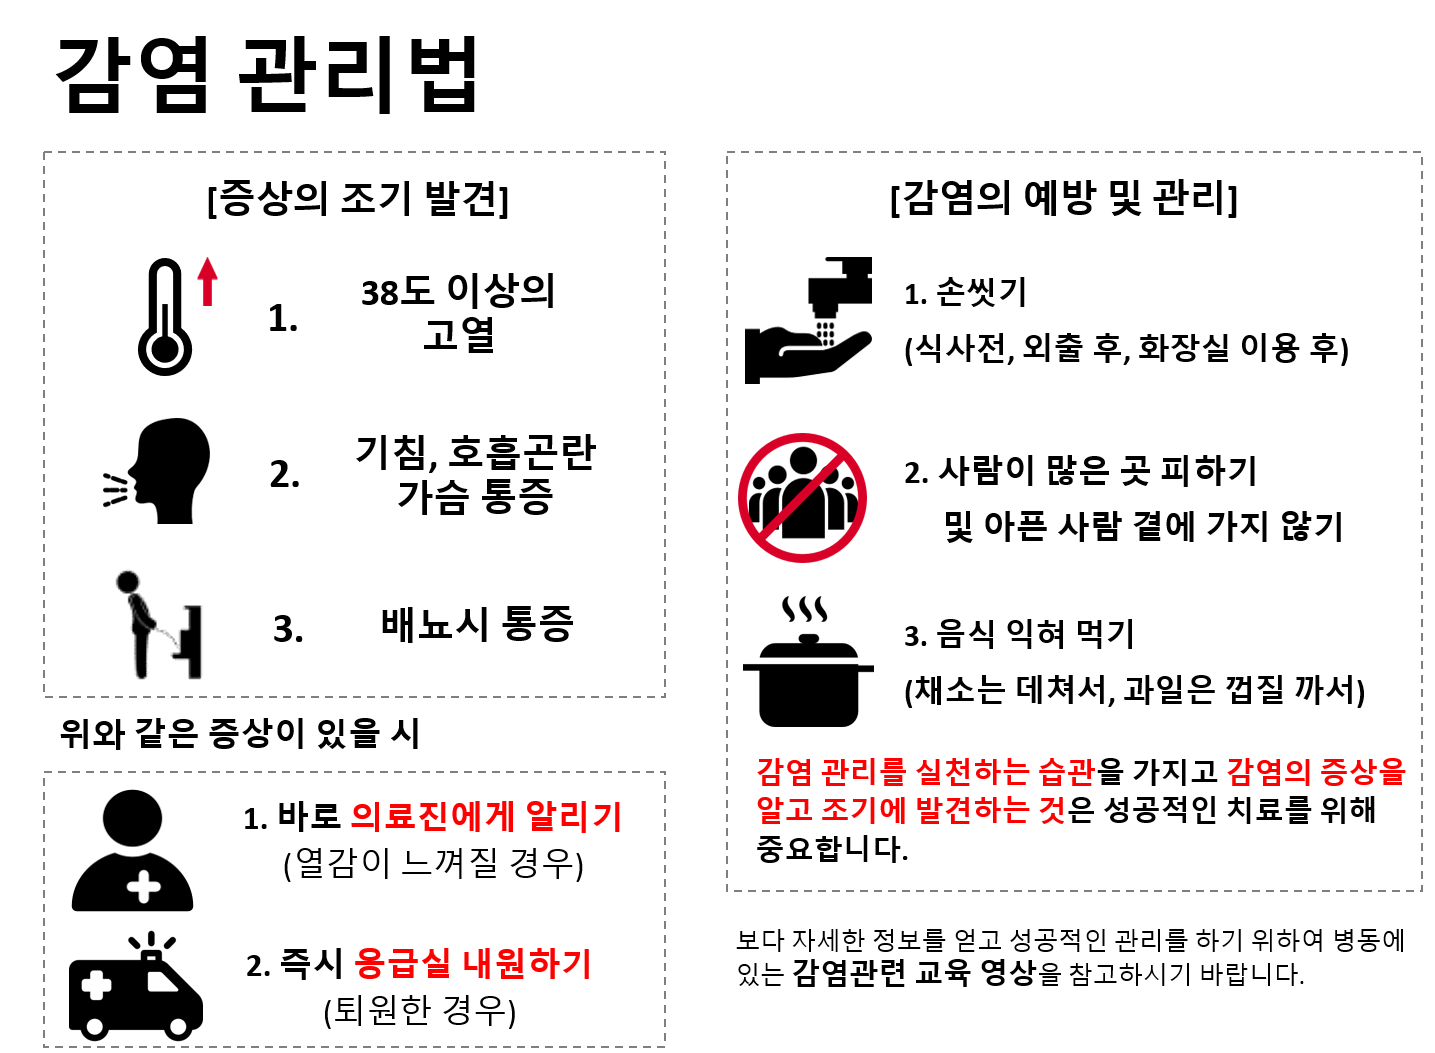 감염 관리법
[증상의 조기 발견]
1.
38도 이상의
고열
2.
기침, 호흡곤란
가슴 통증
3.
배뇨시 통증
위와 같은 증상이 있을 시
1. 바로 의료진에게 알리기
(열감이 느껴질 경우)
2. 즉시 응급실 내원하기
(퇴원한 경우)
[감염의 예방 및 관리]
1. 손씻기
(식사전, 외출 후, 화장실 이용 후)
2. 사람이 많은 곳 피하기
및 아픈 사람 곁에 가지 않기
3. 음식 익혀 먹기
(채소는 데쳐서, 과일은 껍질 까서)
감염 관리를 실천하는 습관을 가지고 감염의 증상을
알고 조기에 발견하는 것은 성공적인 치료를 위해
중요합니다.
보다 자세한 정보를 얻고 성공적인 관리를 하기 위하여 병동에
있는 감염관련 교육 영상을 참고하시기 바랍니다.